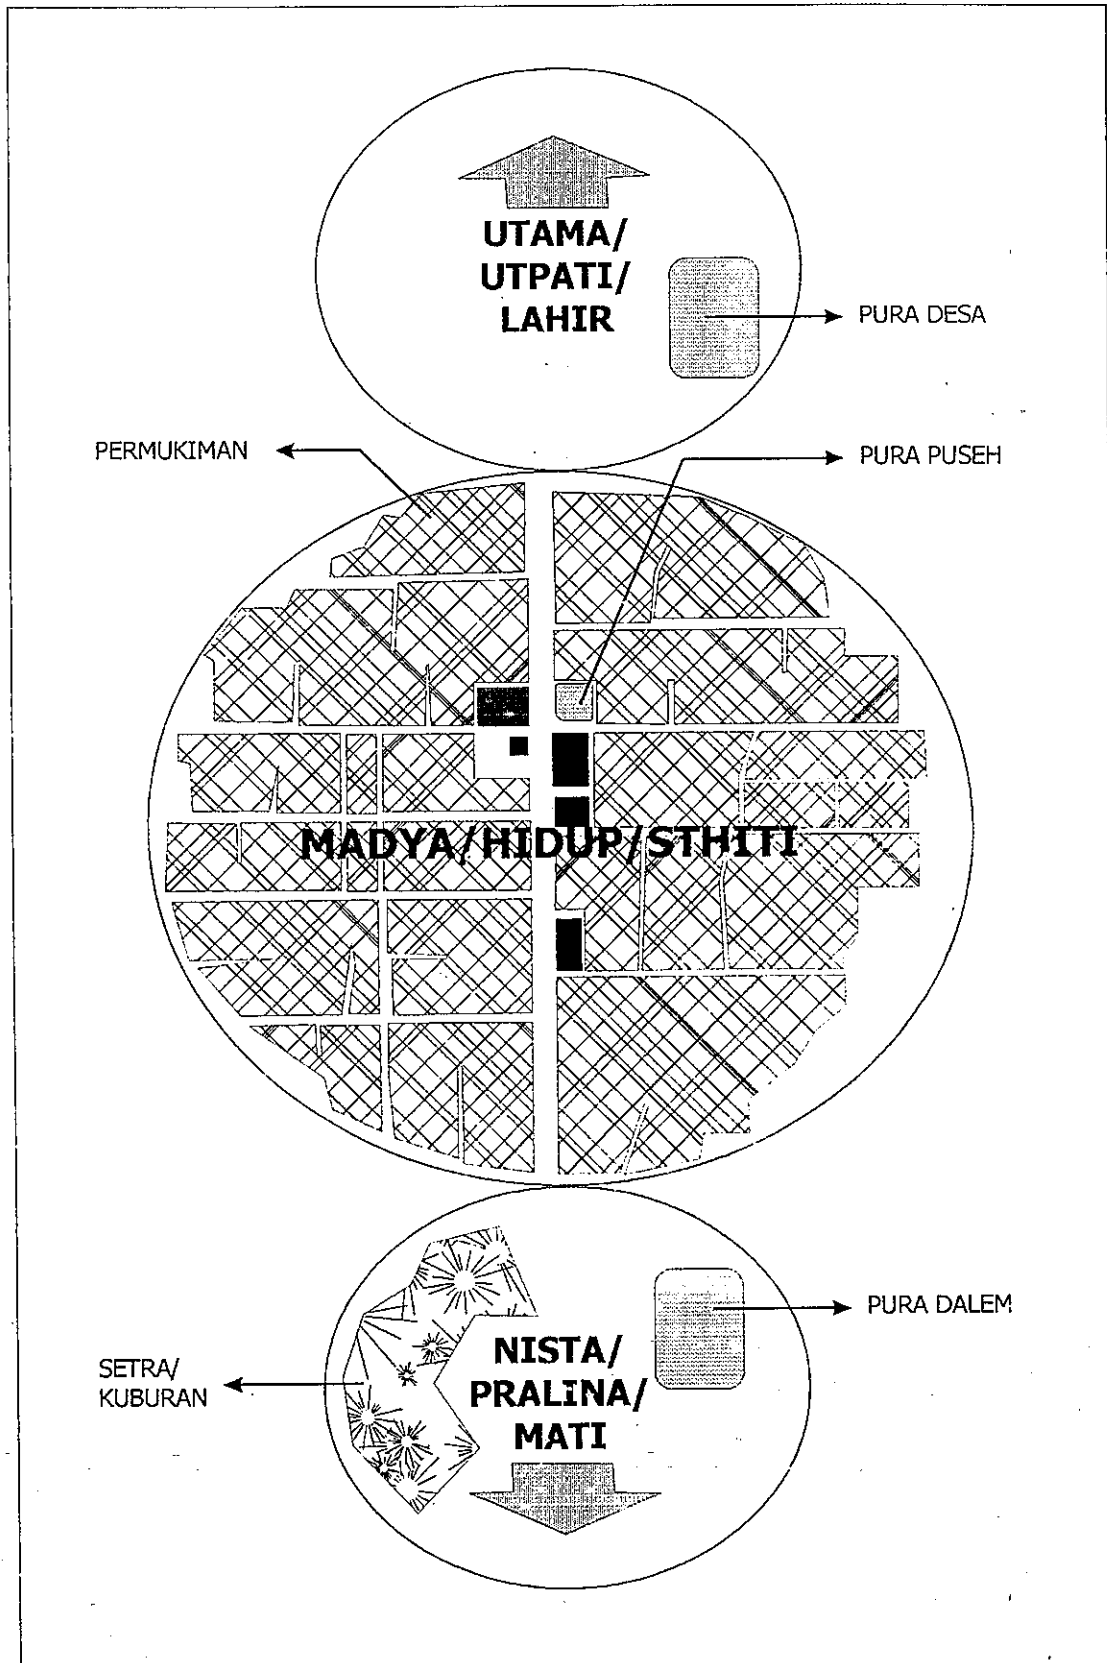 UTAMA/
UTPATI/
LAHIR
PURA DESA
PERMUKIMAN
PURA PUSEH
MADYA/HIDUP/STHITI
PURA DALEM
NISTA/
PRALINA/
MATI
SETRA/
KUBURAN